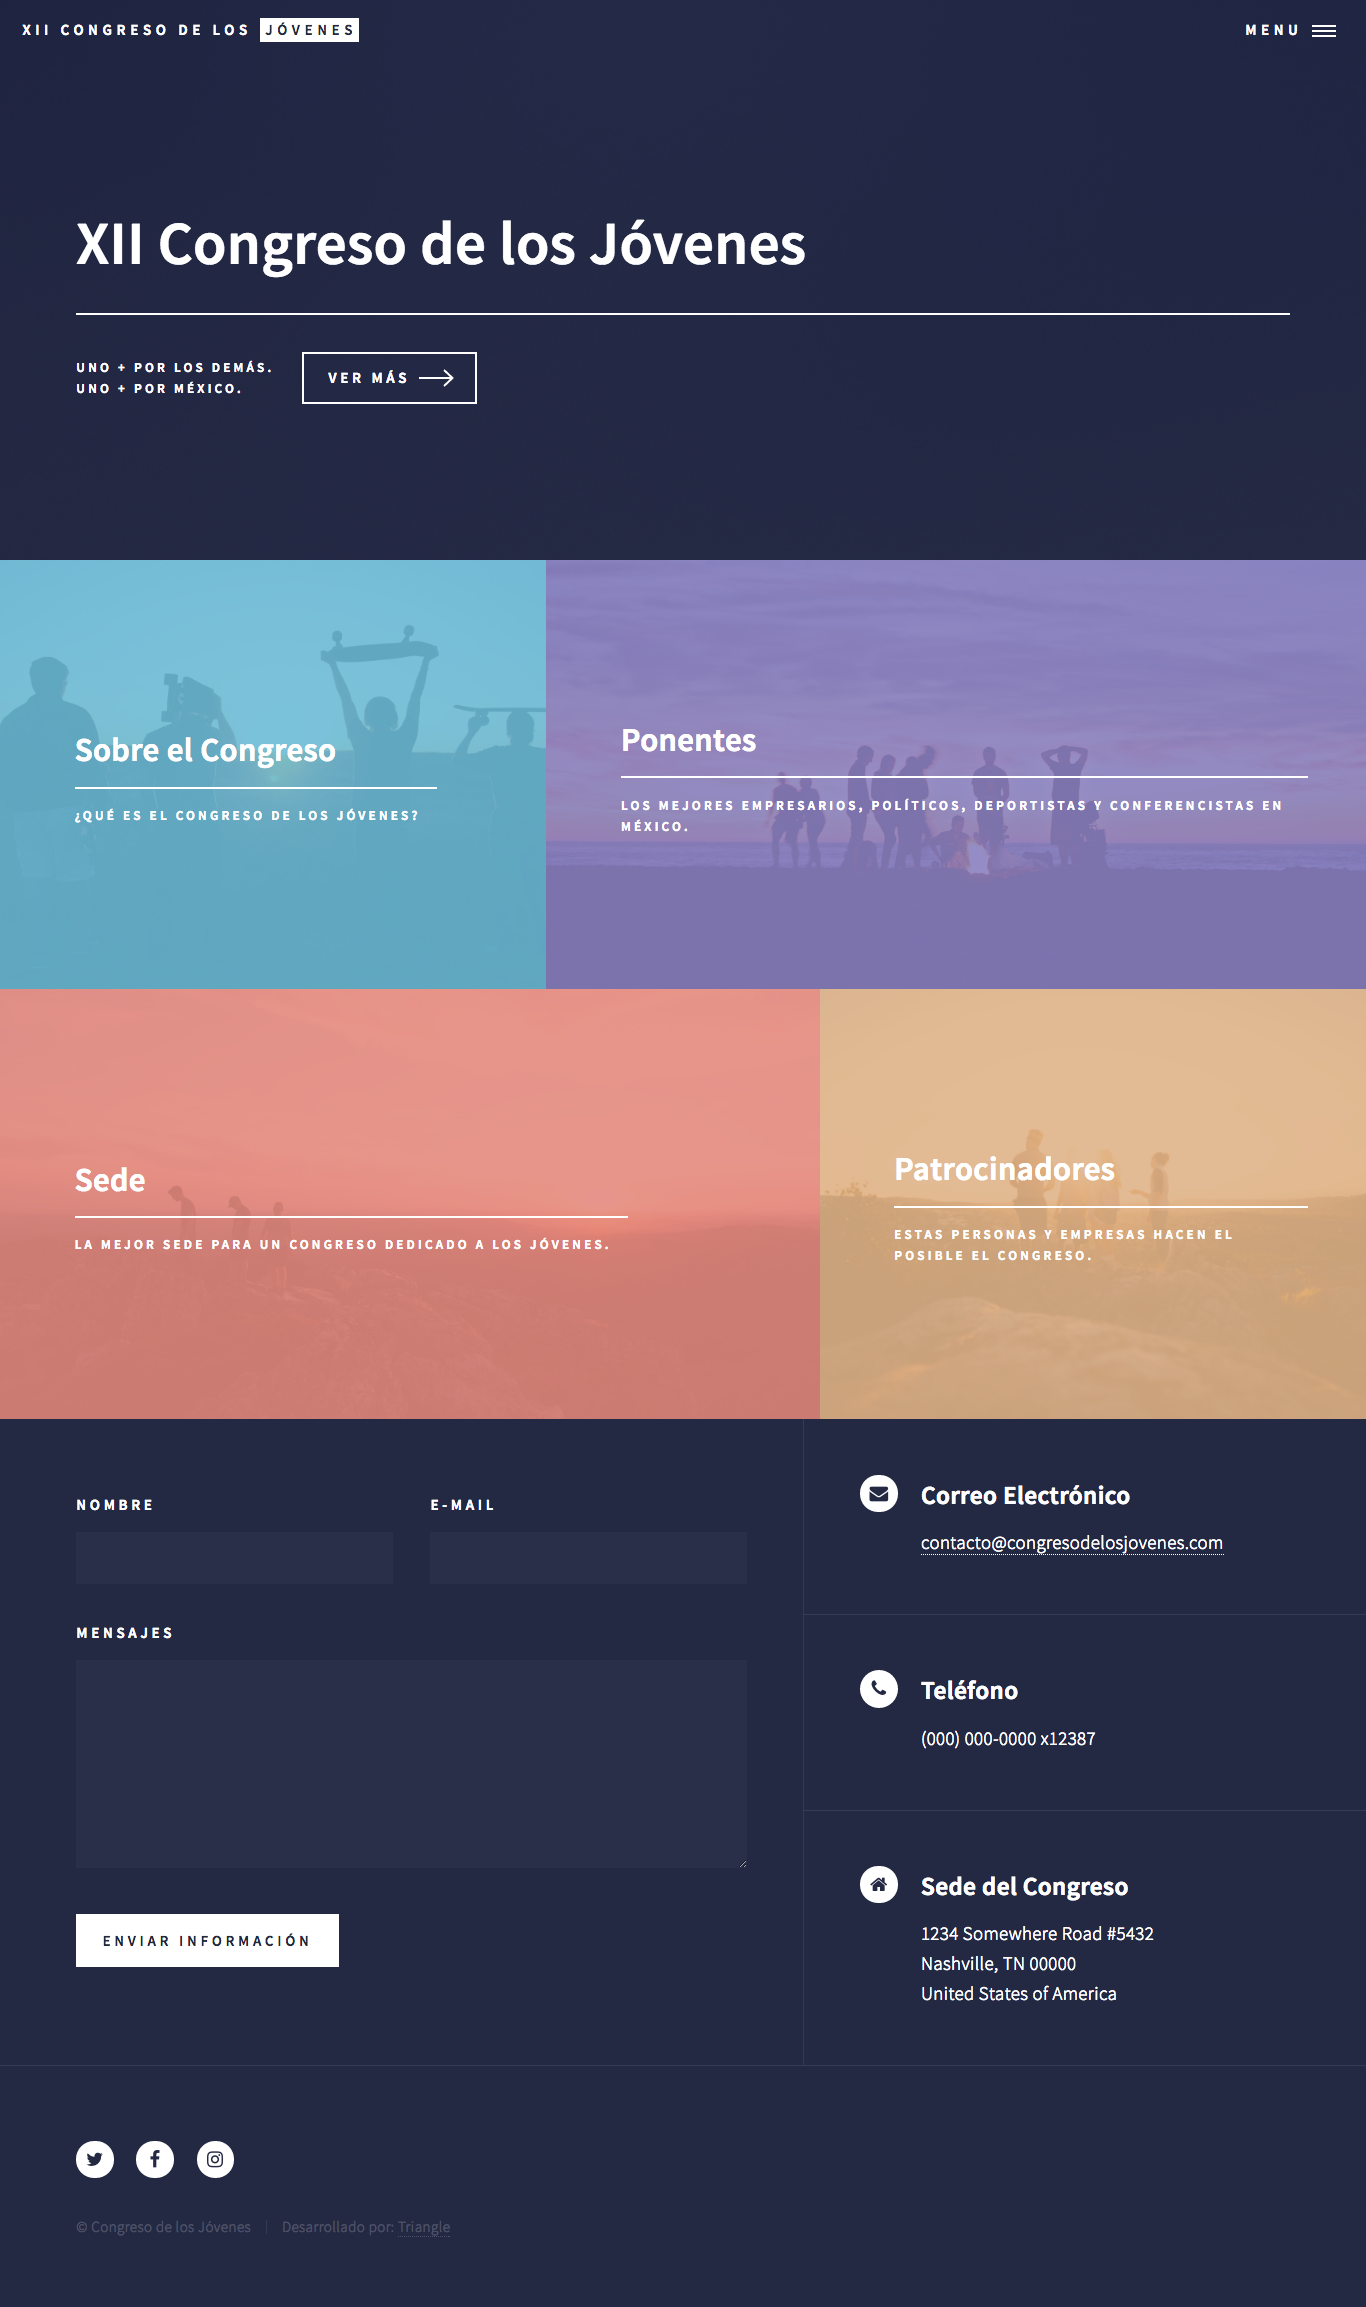 XII CONGRESO DE LOS JÓVENES
MENU
XII Congreso de los Jóvenes
UNO + POR LOS DEMÁS.
UNO + POR MÉXICO.
VER MÁS
Sobre el Congreso
¿QUÉ ES EL CONGRESO DE LOS JÓVENES?
Ponentes
LOS MEJORES EMPRESARIOS, POLÍTICOS, DEPORTISTAS Y CONFERENCISTAS EN
MÉXICO.
Sede
LA MEJOR SEDE PARA UN CONGRESO DEDICADO A LOS JÓVENES.
Patrocinadores
ESTAS PERSONAS Y EMPRESAS HACEN EL
POSIBLE EL CONGRESO.
NOMBRE
E-MAIL
MENSAJES
ENVIAR INFORMACIÓN
Correo Electrónico
contacto@congresodelosjovenes.com
Teléfono
(000) 000-0000 x12387
Sede del Congreso
1234 Somewhere Road #5432
Nashville, TN 00000
United States of America
© Congreso de los Jóvenes
Desarrollado por: Triangle